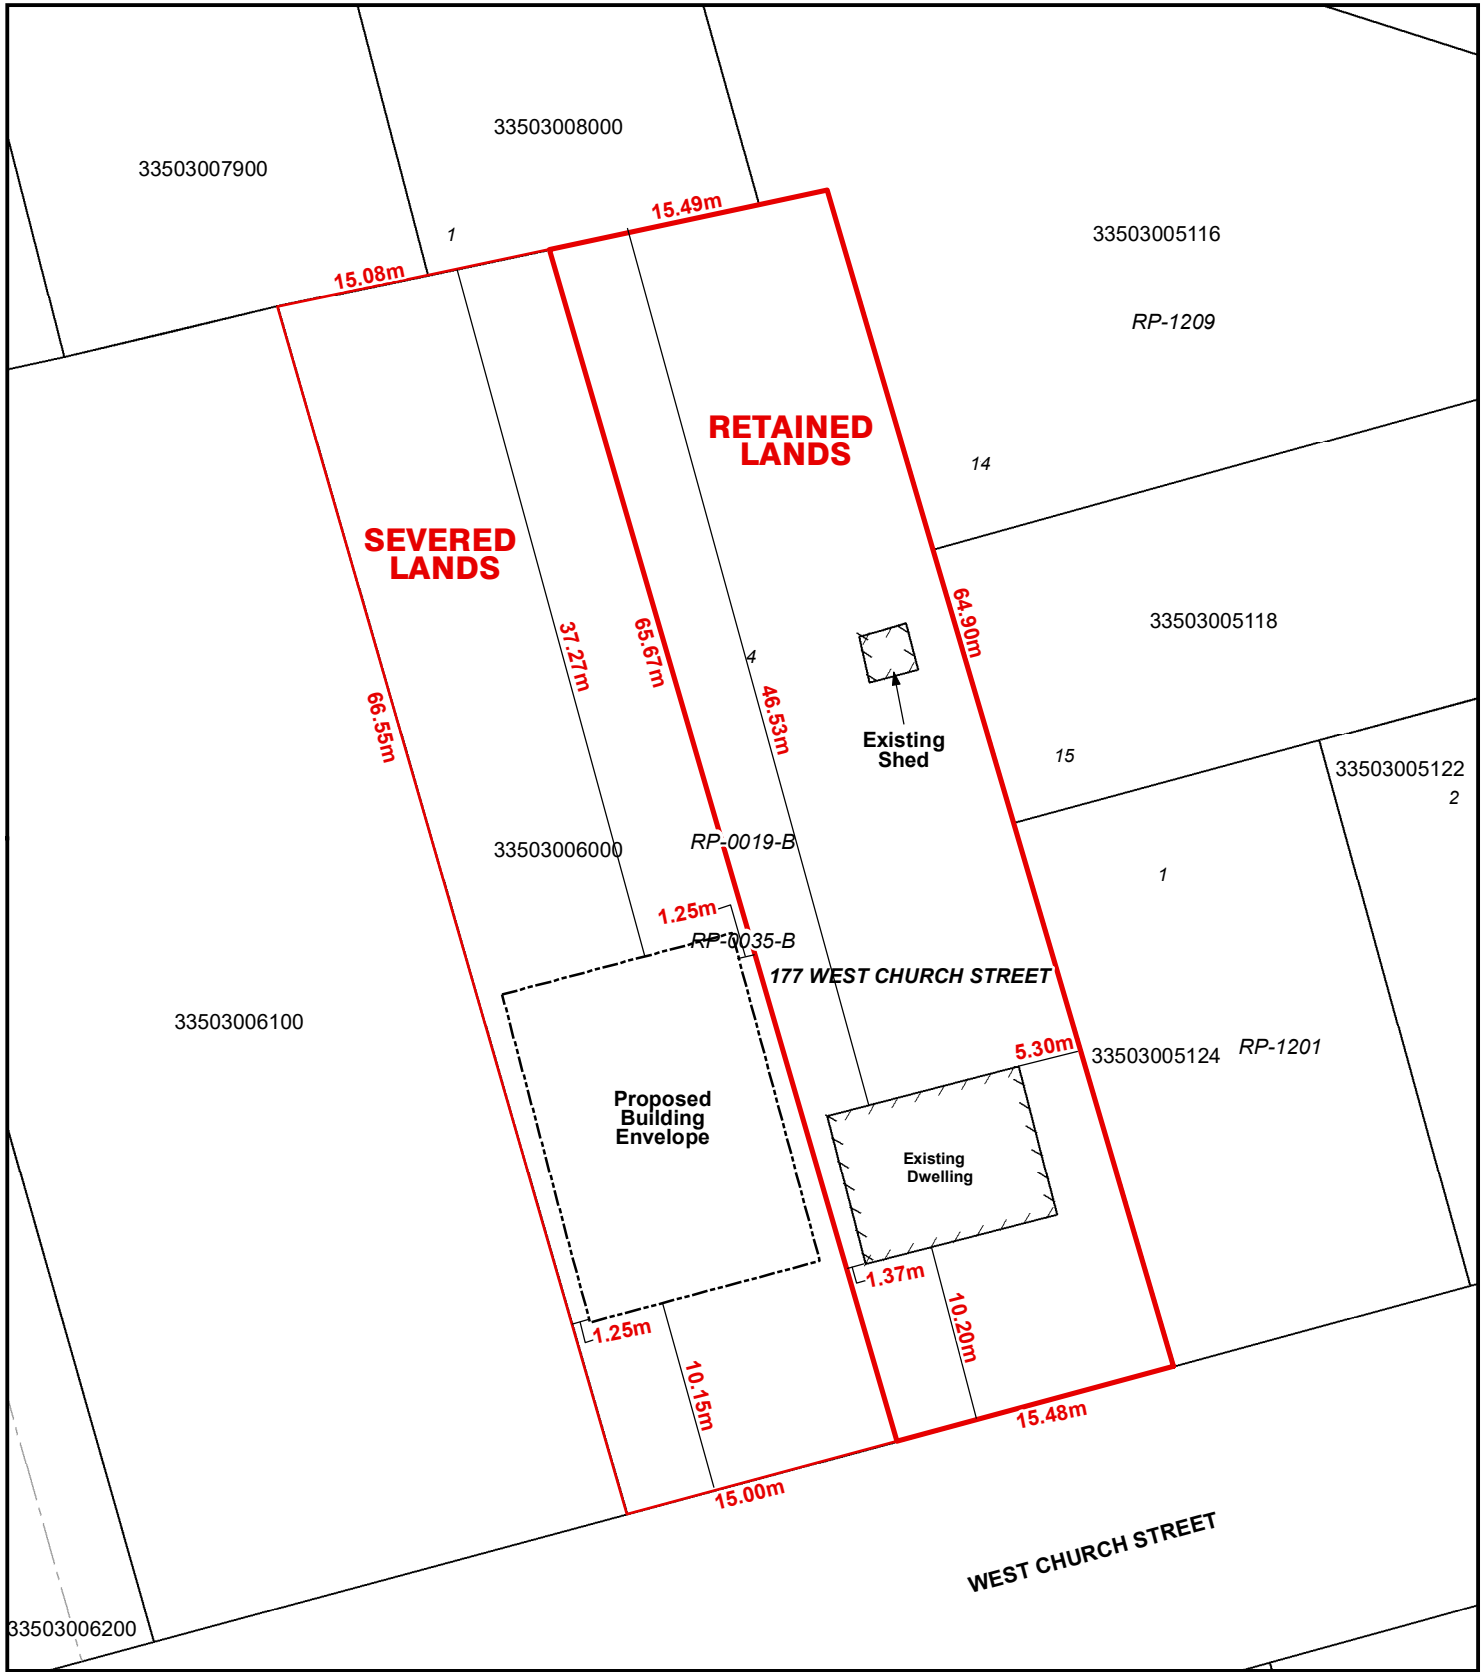 33503008000
33503007900
15.49m
1
33503005116
15.08m
RP-1209
RETAINED
LANDS
14
SEVERED
LANDS
64.90m
33503005118
37.27m
65.67m
4
46.53m
66.55m
Existing
Shed
15
33503005122
2
33503006000
RP-0019-B
1
1.25m
RP-0035-B
177 WEST CHURCH STREET
33503006100
5.30m
33503005124
RP-1201
Proposed
Building
Envelope
Existing
Dwelling
1.37m
1.25m
10.20m
10.15m
15.48m
15.00m
WEST CHURCH STREET
33503006200